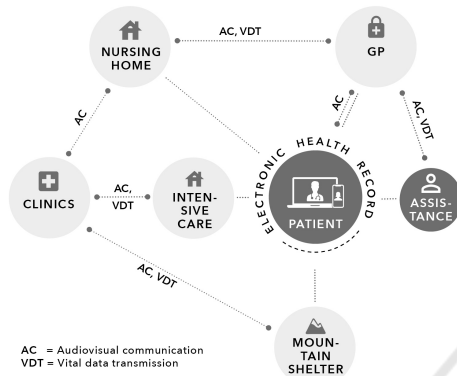 NURSING
HOME
AC, VDT
GP
AC
AC
AC, VDT
ELECTRONIC HEALTH RECORD
CLINICS
AC,
VDT
INTEN-
SIVE
CARE
PATIENT
ASSIS-
TANCE
AC, VDT
MOUN-
TAIN
SHELTER
AC = Audiovisual communication
VDT = Vital data transmission